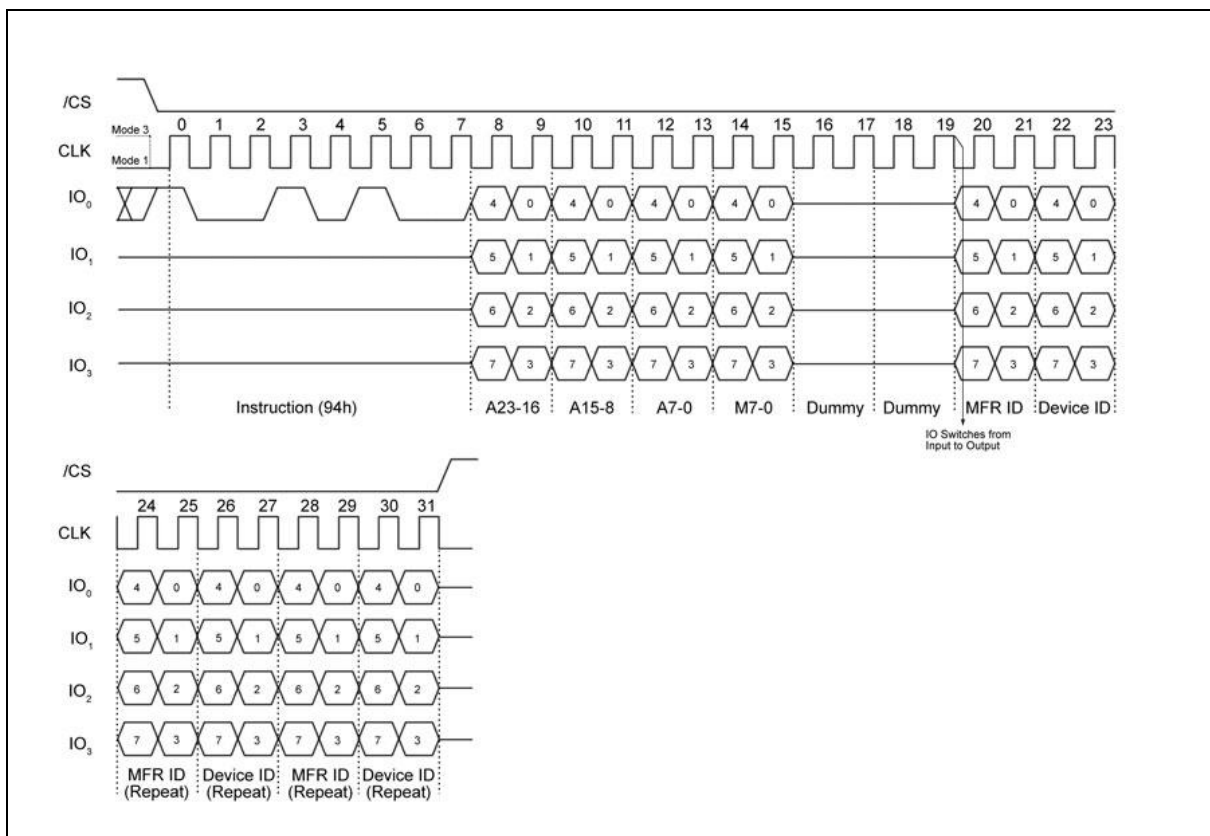 /CS
Mode 3
0 1 2 3 4 5 6 7 8 9 10 11 12 13 14 15 16 17 18 19 20 21 22 23
CLK
Mode 1
IO0 4 0 4 0 4 0 4 0 4 0 4 0
IO1 5 1 5 1 5 1 5 1 5 1 5 1
IO2 6 2 6 2 6 2 6 2 6 2 6 2
IO3 7 3 7 3 7 3 7 3 7 3 7 3
Instruction (94h) A23-16 A15-8 A7-0 M7-0 Dummy Dummy MFR ID Device ID
IO Switches from
Input to Output
/CS
24 25 26 27 28 29 30 31
CLK
IO0 4 0 4 0 4 0 4 0
IO1 5 1 5 1 5 1 5 1
IO2 6 2 6 2 6 2 6 2
IO3 7 3 7 3 7 3 7 3
MFR ID Device ID MFR ID Device ID
(Repeat) (Repeat) (Repeat) (Repeat)